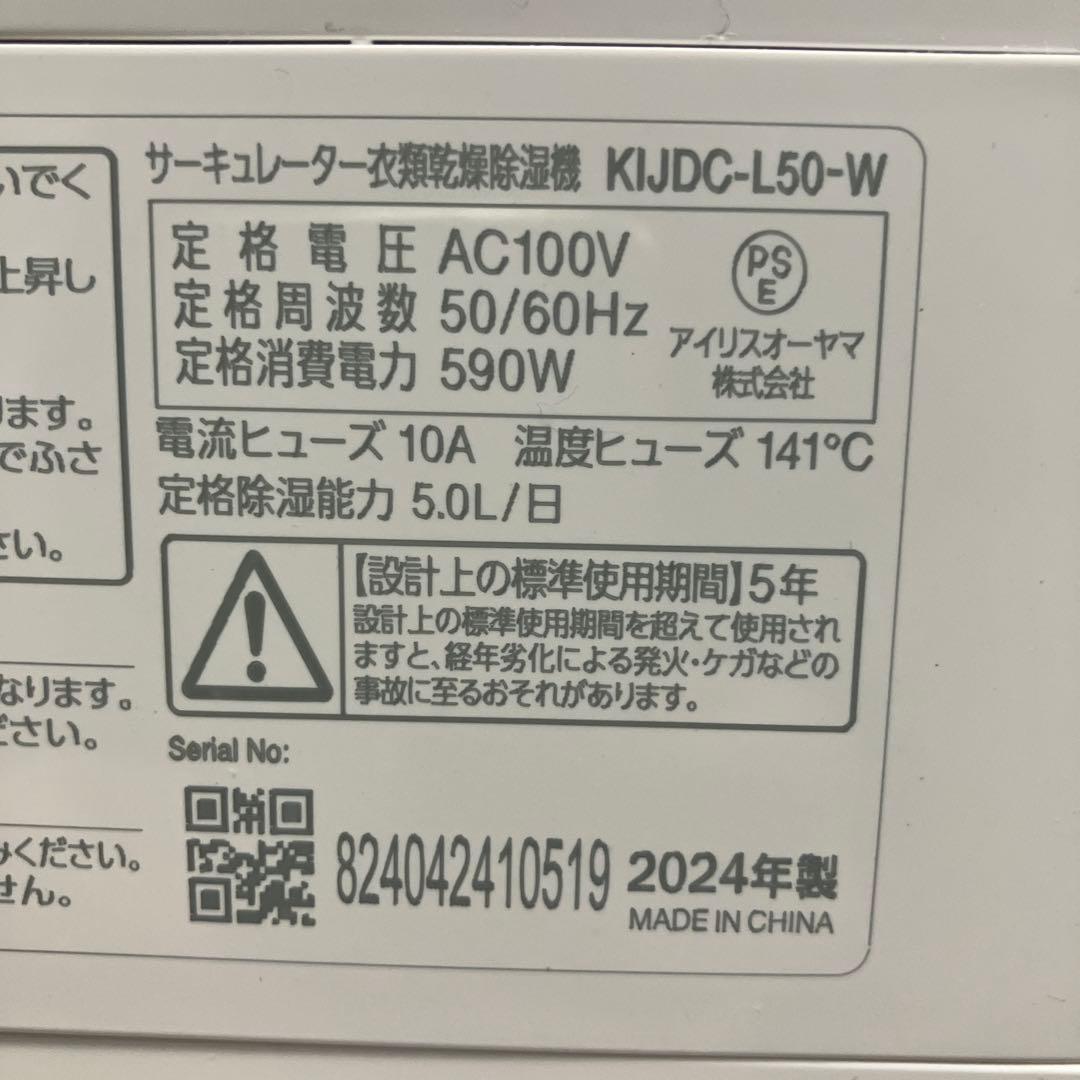 いでく
上昇し
ります。
でふさ
さい。
なります。
ださい。
みください。
せん。
サーキュレーター衣類乾燥除湿機 KIJDC-L50-W
定格電圧 AC100V
定格周波数 50/60Hz
定格消費電力 590W
PSE
アイリスオーヤマ
株式会社
電流ヒューズ 10A 温度ヒューズ 141℃
定格除湿能力 5.0L/日
【設計上の標準使用期間】5年
設計上の標準使用期間を超えて使用され
ますと、経年劣化による発火・ケガなどの
事故に至るおそれがあります。
Serial No:
824042410519 2024年製
MADE IN CHINA